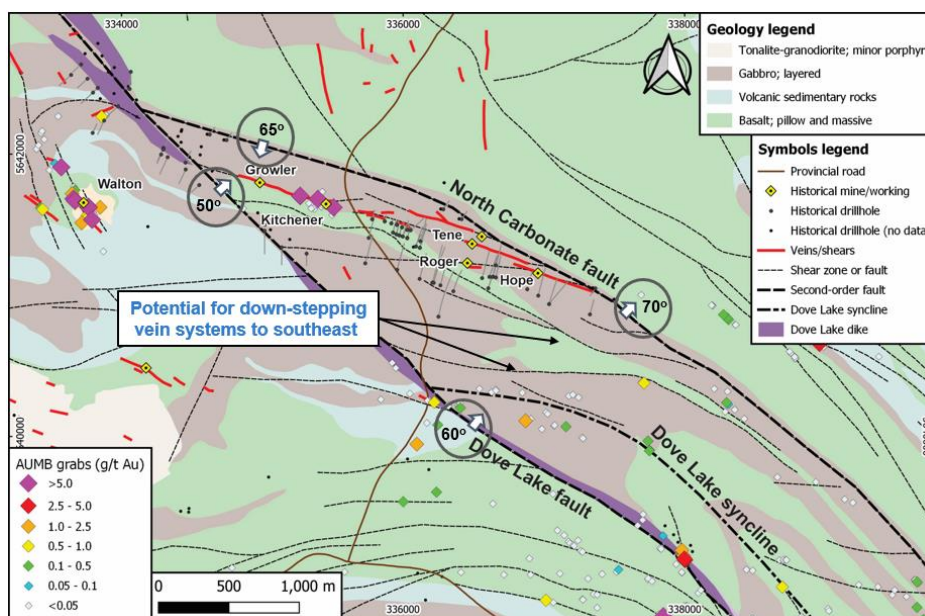 334000
336000
338000
Geology legend
Tonalite-granodiorite; minor porphyr
Gabbro; layered
Volcanic sedimentary rocks
Basalt; pillow and massive
Symbols legend
Provincial road
Historical mine/working
Historical drillhole
Historical drillhole (no data
Veins/shears
Shear zone or fault
Second-order fault
Dove Lake syncline
Dove Lake dike
5642000
65°
Growler
Walton
50°
Kitchener
North Carbonate fault
Tene
Roger
Hope
70°
Potential for down-stepping
vein systems to southeast
60°
Dove Lake fault
Dove Lake syncline
AUMB grabs (g/t Au)
>5.0
2.5 - 5.0
1.0 - 2.5
0.5 - 1.0
0.1 - 0.5
0.05 - 0.1
<0.05
0
500
1,000 m
336000
338000